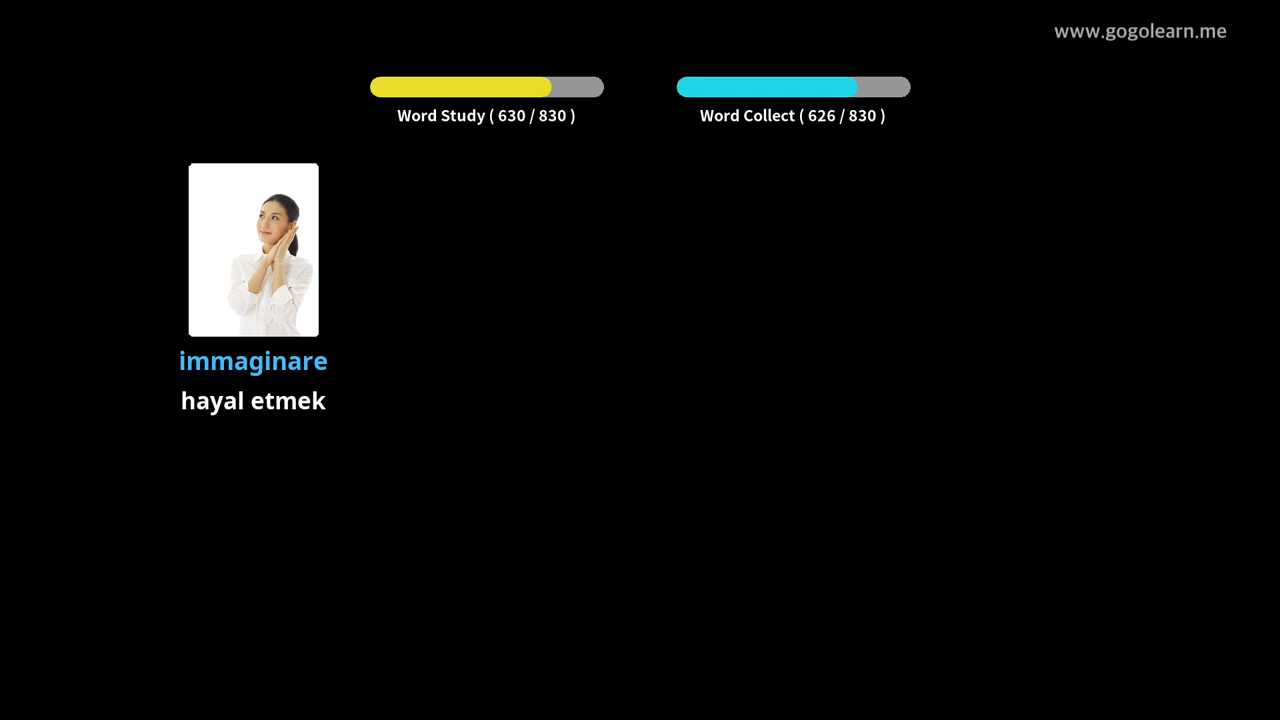 www.gogolearn.me
Word Study ( 630 / 830 )
Word Collect ( 626 / 830 )
immaginare
hayal etmek